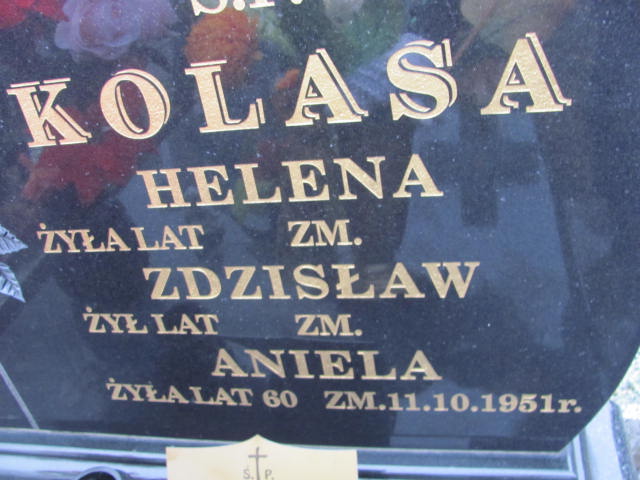 Ś.P.
KOLASA
HELENA
ŻYŁA LAT ZM.
ZDZISŁAW
ŻYŁ LAT ZM.
ANIELA
ŻYŁA LAT 60 ZM.11.10.1951r.
Ś. P.